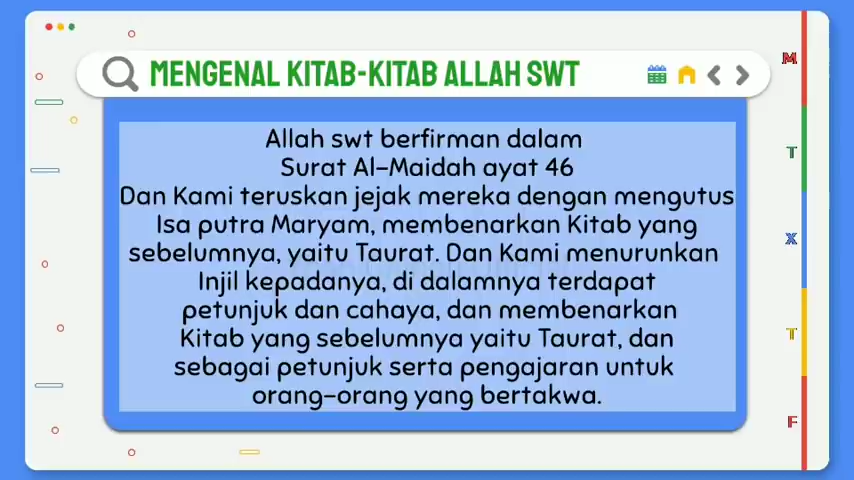 MENGENAL KITAB-KITAB ALLAH SWT
Allah swt berfirman dalam
Surat Al-Maidah ayat 46
Dan Kami teruskan jejak mereka dengan mengutus
Isa putra Maryam, membenarkan Kitab yang
sebelumnya, yaitu Taurat. Dan Kami menurunkan
Injil kepadanya, di dalamnya terdapat
petunjuk dan cahaya, dan membenarkan
Kitab yang sebelumnya yaitu Taurat, dan
sebagai petunjuk serta pengajaran untuk
orang-orang yang bertakwa.
M
T
X
T
F